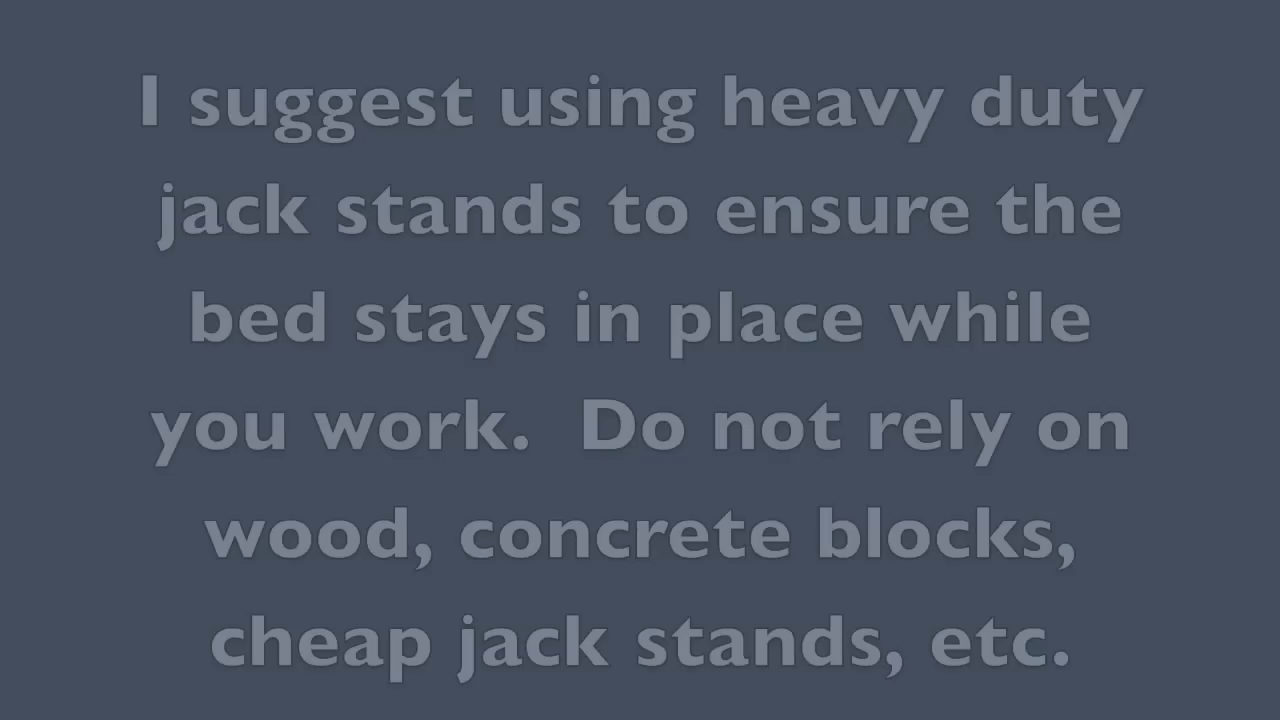 I suggest using heavy duty
jack stands to ensure the
bed stays in place while
you work.  Do not rely on
wood, concrete blocks,
cheap jack stands, etc.